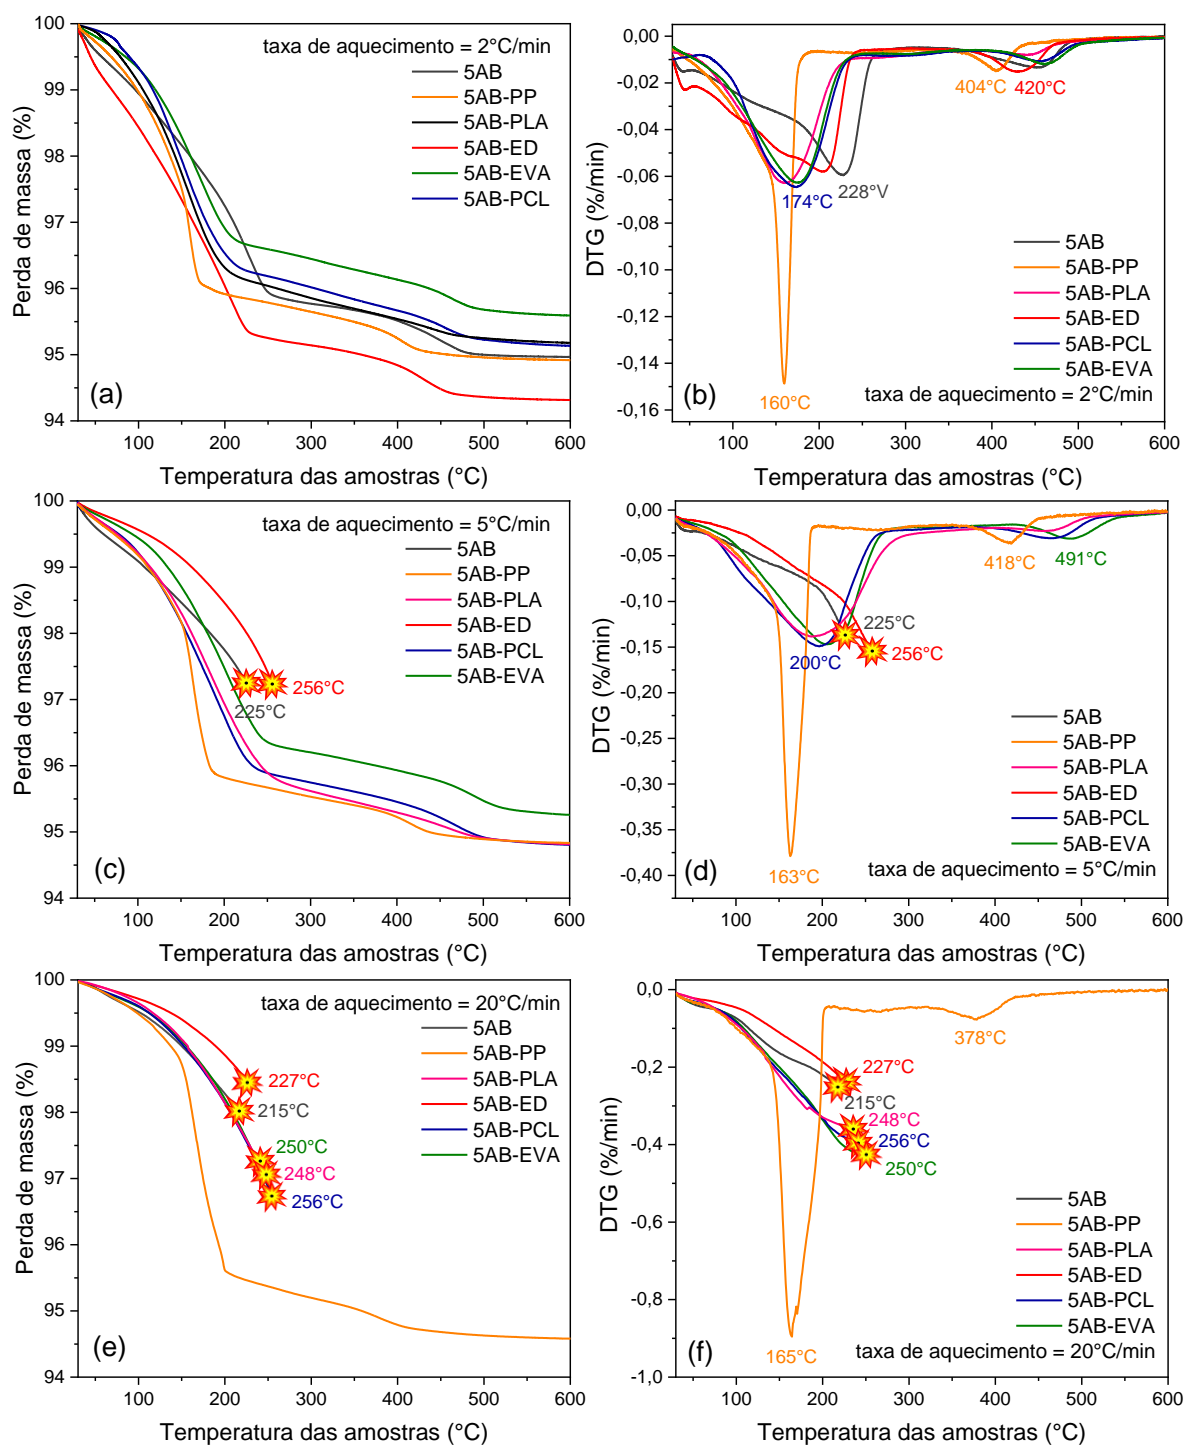 100
99
98
97
96
95
94
Perda de massa (%)
taxa de aquecimento = 2°C/min
5AB
5AB-PP
5AB-PLA
5AB-ED
5AB-EVA
5AB-PCL
(a)
100 200 300 400 500 600
Temperatura das amostras (°C)
0,00
-0,02
-0,04
-0,06
-0,08
-0,10
-0,12
-0,14
-0,16
DTG (%/min)
404°C 420°C
174°C 228°V
160°C
5AB
5AB-PP
5AB-PLA
5AB-ED
5AB-PCL
5AB-EVA
taxa de aquecimento = 2°C/min
(b)
100 200 300 400 500 600
Temperatura das amostras (°C)
100
99
98
97
96
95
94
Perda de massa (%)
taxa de aquecimento = 5°C/min
5AB
5AB-PP
5AB-PLA
5AB-ED
5AB-PCL
5AB-EVA
256°C
225°C
(c)
100 200 300 400 500 600
Temperatura das amostras (°C)
0,00
-0,05
-0,10
-0,15
-0,20
-0,25
-0,30
-0,35
-0,40
DTG (%/min)
418°C 491°C
225°C
256°C
200°C
163°C
5AB
5AB-PP
5AB-PLA
5AB-ED
5AB-PCL
5AB-EVA
taxa de aquecimento = 5°C/min
(d)
100 200 300 400 500 600
Temperatura das amostras (°C)
100
99
98
97
96
95
94
Perda de massa (%)
taxa de aquecimento = 20°C/min
5AB
5AB-PP
5AB-PLA
5AB-ED
5AB-PCL
5AB-EVA
227°C
215°C
250°C
248°C
256°C
(e)
100 200 300 400 500 600
Temperatura das amostras (°C)
0,0
-0,2
-0,4
-0,6
-0,8
-1,0
DTG (%/min)
378°C
227°C
215°C
248°C
256°C
250°C
165°C
5AB
5AB-PP
5AB-PLA
5AB-ED
5AB-PCL
5AB-EVA
taxa de aquecimento = 20°C/min
(f)
100 200 300 400 500 600
Temperatura das amostras (°C)